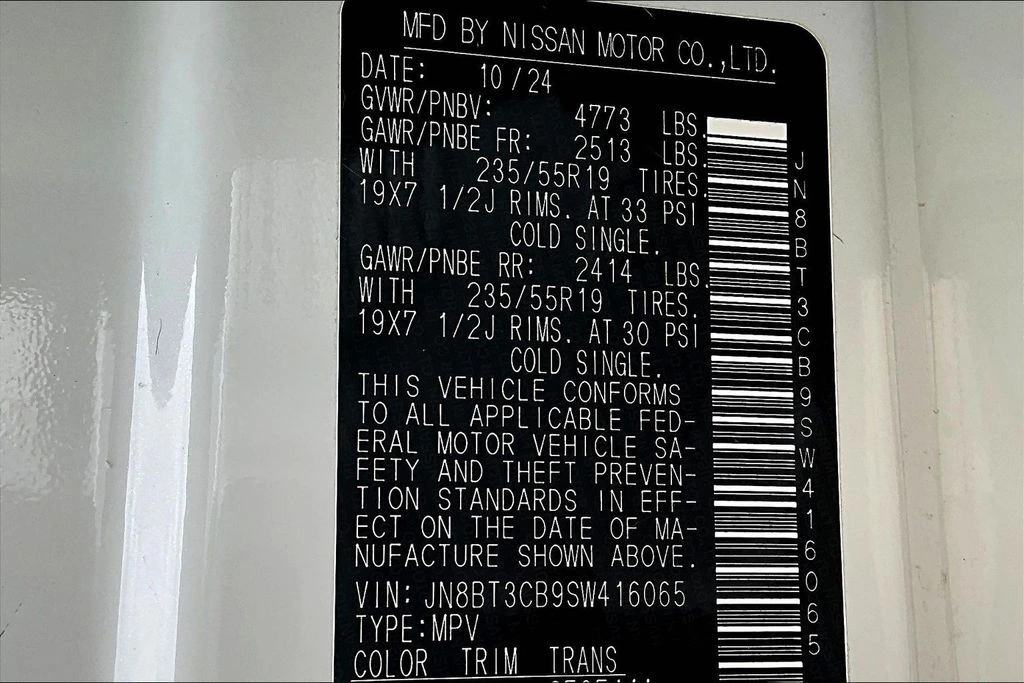 MFD BY NISSAN MOTOR CO.,LTD.
DATE: 10/24
GVWR/PNBV: 4773 LBS.
GAWR/PNBE FR: 2513 LBS.
WITH 235/55R19 TIRES.
19X7 1/2J RIMS. AT 33 PSI
COLD SINGLE.
GAWR/PNBE RR: 2414 LBS.
WITH 235/55R19 TIRES.
19X7 1/2J RIMS. AT 30 PSI
COLD SINGLE.
THIS VEHICLE CONFORMS
TO ALL APPLICABLE FED-
ERAL MOTOR VEHICLE SA-
FETY AND THEFT PREVEN-
TION STANDARDS IN EFF-
ECT ON THE DATE OF MA-
NUFACTURE SHOWN ABOVE.
VIN: JN8BT3CB9SW416065
TYPE:MPV
COLOR TRIM TRANS
JN8BT3CB9SW416065